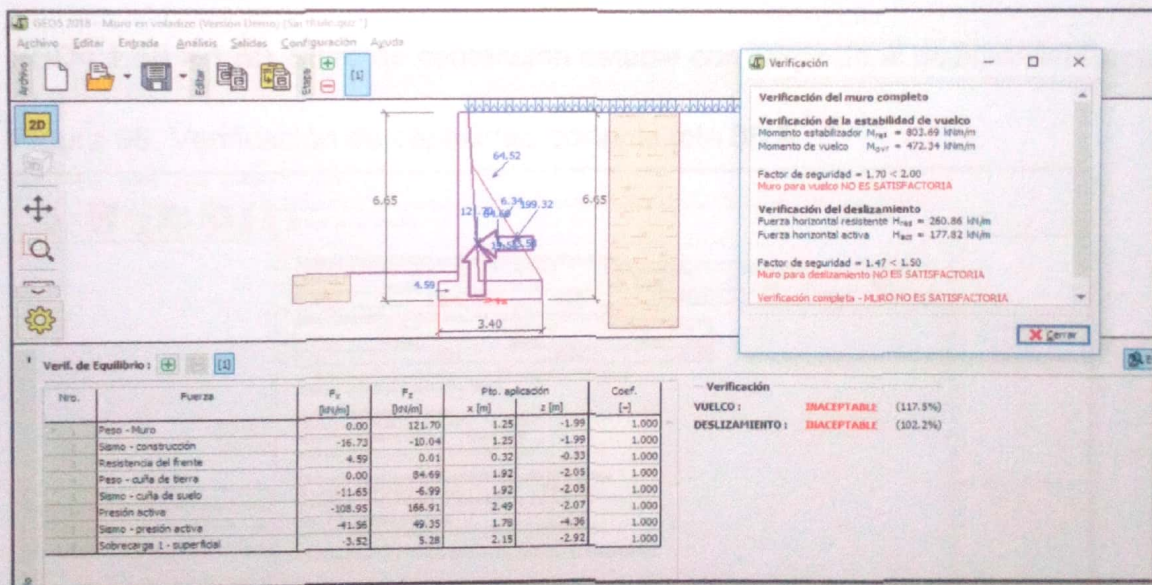 GEO5 2018 - Muro en voladizo (Versión Demo) [Sin título.guz *]
Archivo Editar Entrada Análisis Salidas Configuración Ayuda
Archivo
Editar
Etapa
[1]
2D
64.52
6.65
6.34
199.32
6.65
4.59
3.40
Verificación
Verificación del muro completo
Verificación de la estabilidad de vuelco
Momento estabilizador Mres = 803.69 kNm/m
Momento de vuelco Movr = 472.34 kNm/m
Factor de seguridad = 1.70 < 2.00
Muro para vuelco NO ES SATISFACTORIA
Verificación del deslizamiento
Fuerza horizontal resistente Hres = 260.86 kN/m
Fuerza horizontal activa Hact = 177.82 kN/m
Factor de seguridad = 1.47 < 1.50
Muro para deslizamiento NO ES SATISFACTORIA
Verificación completa - MURO NO ES SATISFACTORIA
Cerrar
Verif. de Equilibrio : [1]
Nro. Fuerza Fx Fz Pto. aplicación Coef.
[kN/m] [kN/m] x [m] z [m] [-]
Peso - Muro 0.00 121.70 1.25 -1.99 1.000
Sismo - construcción -16.73 -10.04 1.25 -1.99 1.000
Resistencia del frente 4.59 0.01 0.32 -0.33 1.000
Peso - cuña de tierra 0.00 84.69 1.92 -2.05 1.000
Sismo - cuña de suelo -11.65 -6.99 1.92 -2.05 1.000
Presión activa -108.95 166.91 2.49 -2.07 1.000
Sismo - presión activa -41.56 49.35 1.78 -4.36 1.000
Sobrecarga 1 - superficial -3.52 5.28 2.15 -2.92 1.000
Verificación
VUELCO : INACEPTABLE (117.5%)
DESLIZAMIENTO : INACEPTABLE (102.2%)